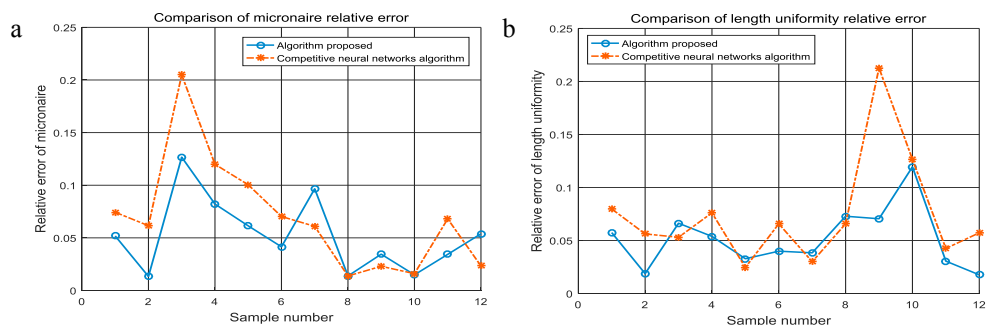 a
Comparison of micronaire relative error
0.25
0.2
0.15
0.1
0.05
0
Relative error of micronaire
Algorithm proposed
Competitive neural networks algorithm
0 2 4 6 8 10 12
Sample number
b
Comparison of length uniformity relative error
0.25
0.2
0.15
0.1
0.05
0
Relative error of length uniformity
Algorithm proposed
Competitive neural networks algorithm
0 2 4 6 8 10 12
Sample number